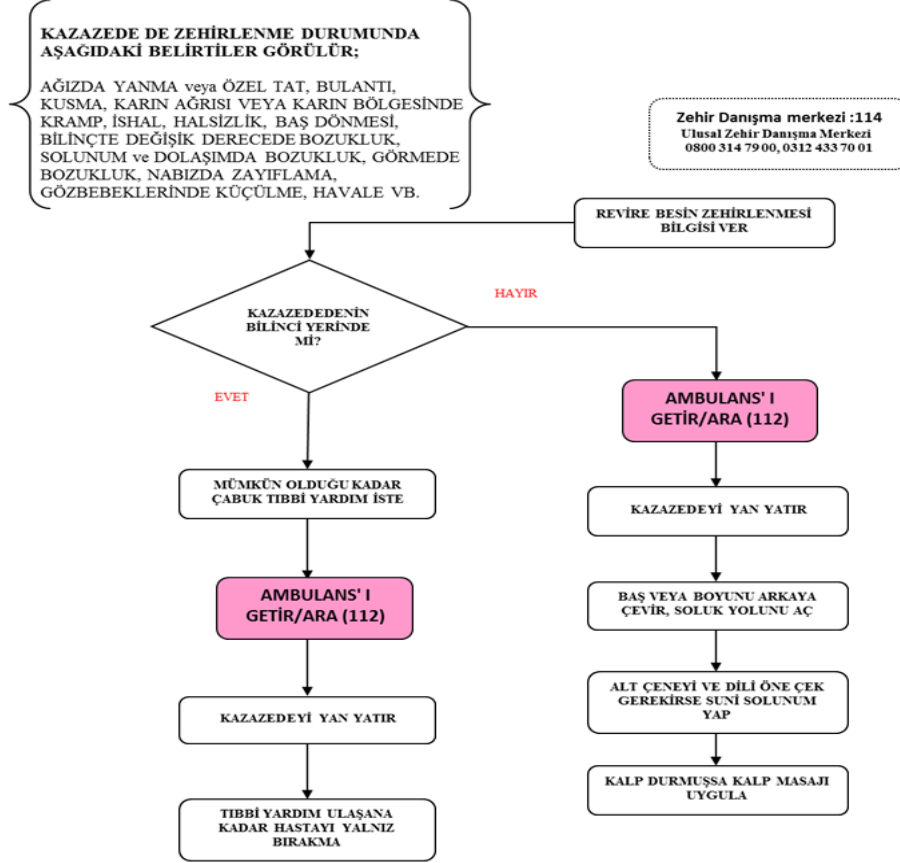 KAZAZEDE DE ZEHİRLENME DURUMUNDA
AŞAĞIDAKİ BELİRTİLER GÖRÜLÜR;
AĞIZDA YANMA veya ÖZEL TAT, BULANTI,
KUSMA, KARIN AĞRISI VEYA KARIN BÖLGESİNDE
KRAMP, İSHAL, HALSİZLİK, BAŞ DÖNMESİ,
BİLİNÇTE DEĞİŞİK DERECEDE BOZUKLUK,
SOLUNUM ve DOLAŞIMDA BOZUKLUK, GÖRMEDE
BOZUKLUK, NABIZDA ZAYIFLAMA,
GÖZBEBEKLERİNDE KÜÇÜLME, HAVALE VB.
Zehir Danışma merkezi :114
Ulusal Zehir Danışma Merkezi
0800 314 79 00, 0312 433 70 01
REVİRE BESİN ZEHİRLENMESİ
BİLGİSİ VER
KAZAZEDEDENİN
BİLİNCİ YERİNDE
Mİ?
HAYIR
EVET
MÜMKÜN OLDUĞU KADAR
ÇABUK TIBBİ YARDIM İSTE
AMBULANS' I
GETİR/ARA (112)
KAZAZEDEYİ YAN YATIR
TIBBİ YARDIM ULAŞANA
KADAR HASTAYI YALNIZ
BIRAKMA
AMBULANS' I
GETİR/ARA (112)
KAZAZEDEYİ YAN YATIR
BAŞ VEYA BOYUNU ARKAYA
ÇEVİR, SOLUK YOLUNU AÇ
ALT ÇENEYİ VE DİLİ ÖNE ÇEK
GEREKİRSE SUNİ SOLUNUM
YAP
KALP DURMUŞSA KALP MASAJI
UYGULA